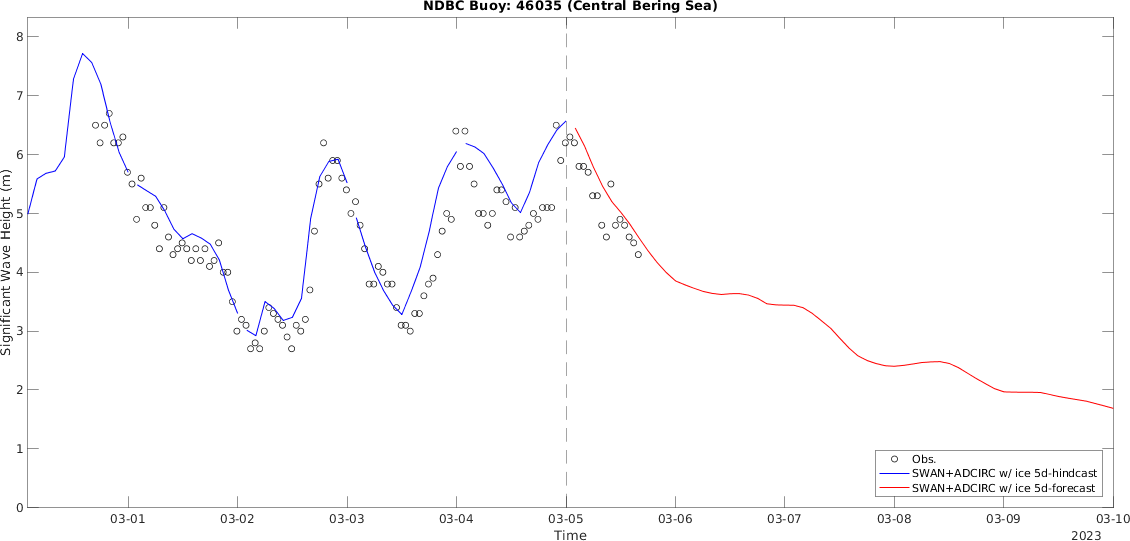 NDBC Buoy: 46035 (Central Bering Sea)
8
7
6
5
4
3
2
1
0
Significant Wave Height (m)
Obs.
SWAN+ADCIRC w/ ice 5d-hindcast
SWAN+ADCIRC w/ ice 5d-forecast
03-01 03-02 03-03 03-04 03-05 03-06 03-07 03-08 03-09 03-10
Time
2023